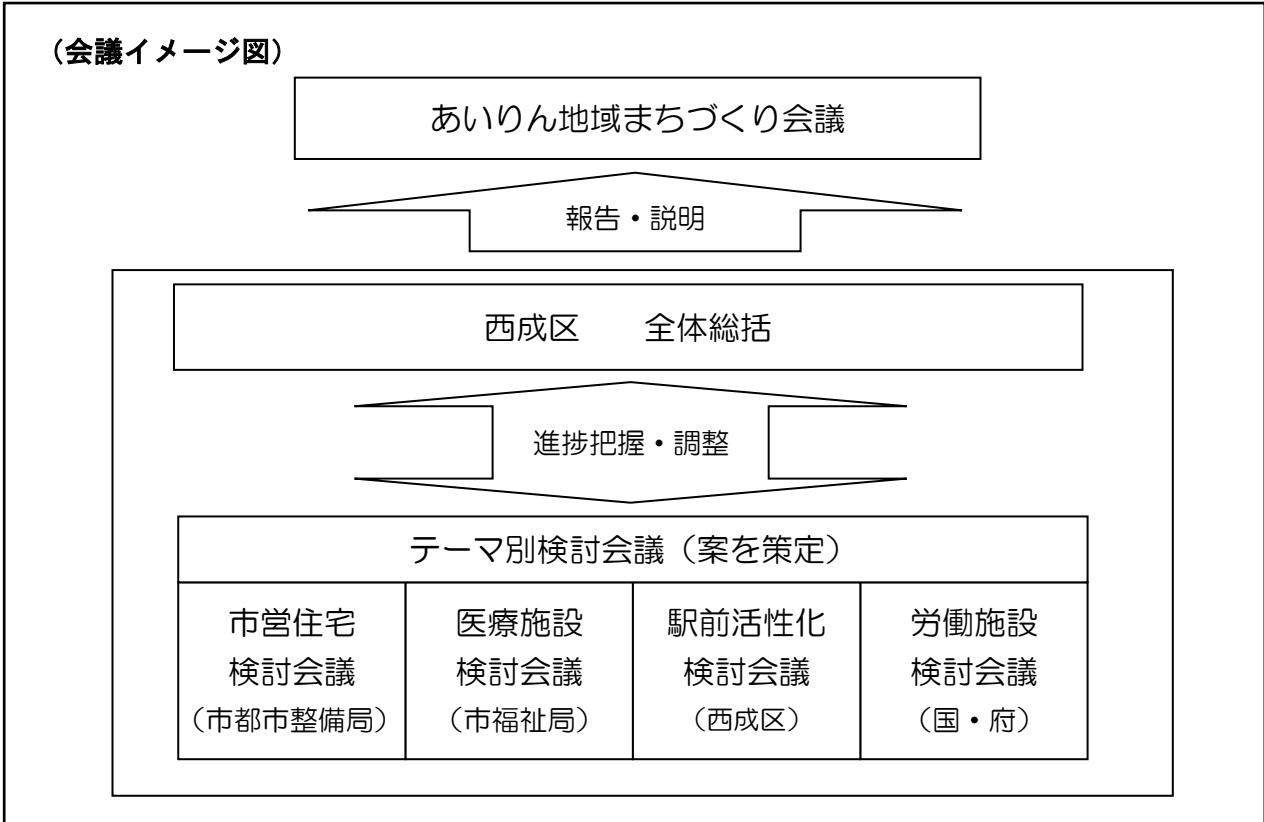 （会議イメージ図）
あいりん地域まちづくり会議
報告・説明
西成区　　全体総括
進捗把握・調整
テーマ別検討会議（案を策定）
市営住宅
検討会議
（市都市整備局）
医療施設
検討会議
（市福祉局）
駅前活性化
検討会議
（西成区）
労働施設
検討会議
（国・府）